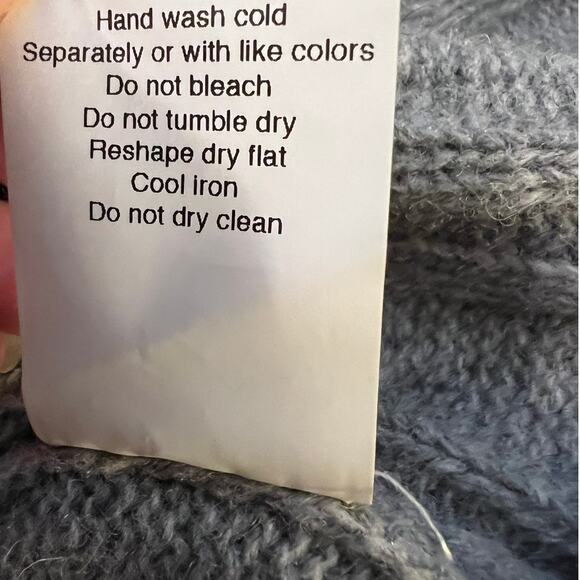 Hand wash cold
Separately or with like colors
Do not bleach
Do not tumble dry
Reshape dry flat
Cool iron
Do not dry clean